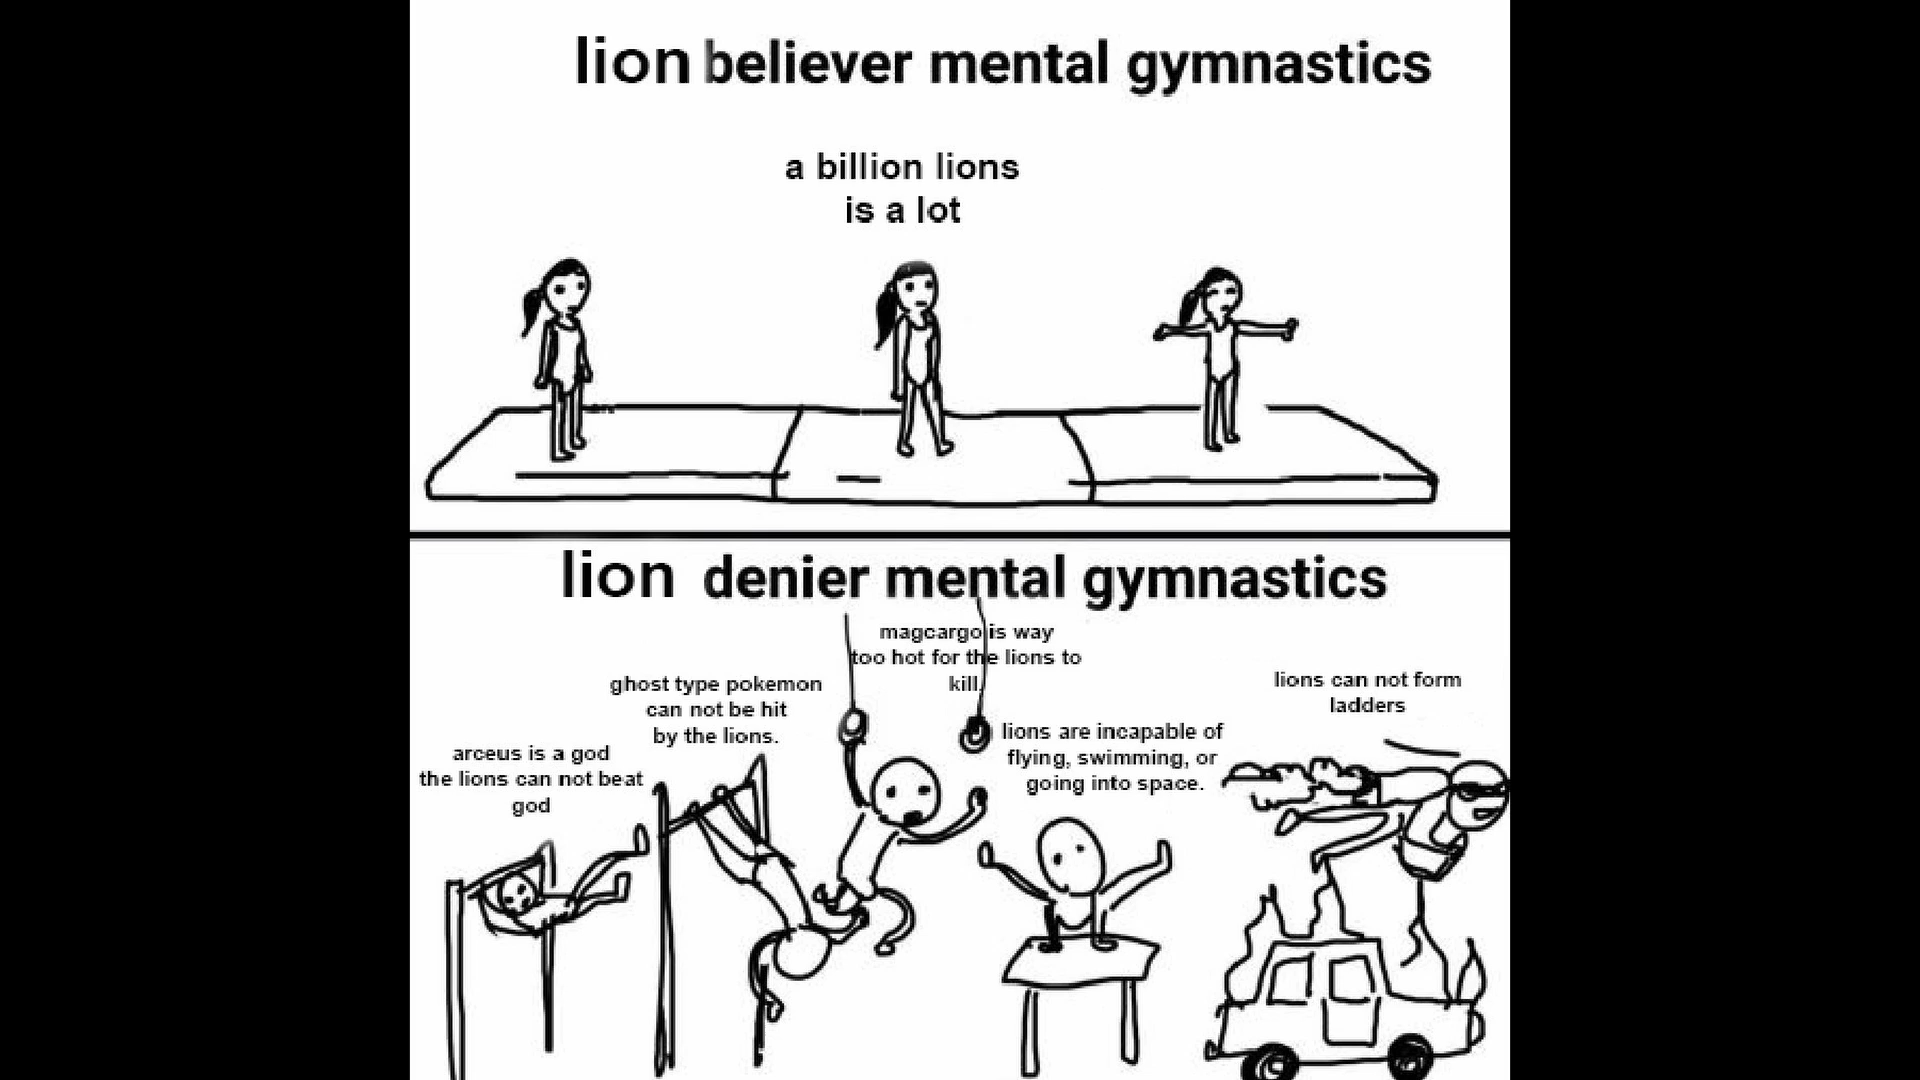 lion believer mental gymnastics
a billion lions
is a lot
lion denier mental gymnastics
arceus is a god
the lions can not beat
god
ghost type pokemon
can not be hit
by the lions.
magcargo is way
too hot for the lions to
kill.
lions are incapable of
flying, swimming, or
going into space.
lions can not form
ladders